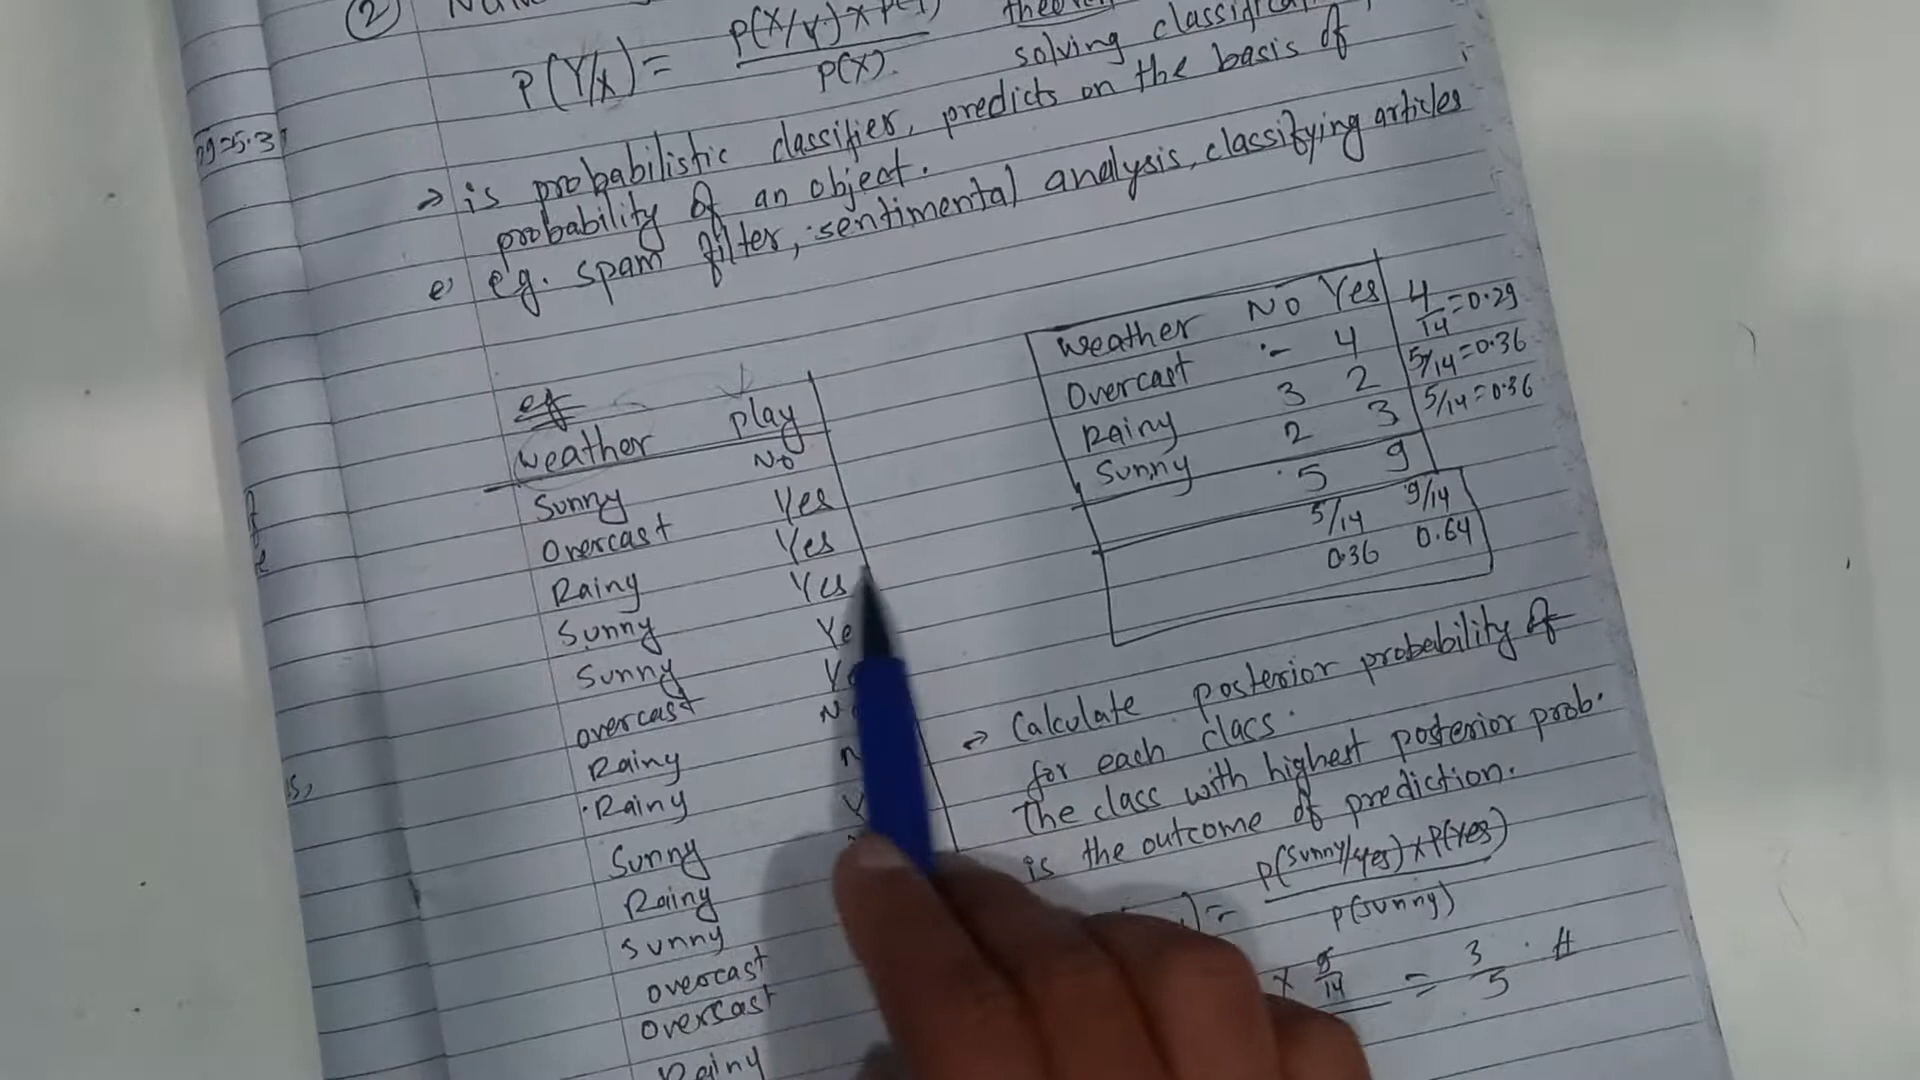 ②
P(Y/X) = P(X/Y) x P(Y) / P(X)
solving
⇒ is probabilistic classifier, predicts on the basis of
probability of an object.
e) e'g. spam filter, sentimental analysis, classifying articles
eg
weather play
No
Sunny Yes
Overcast Yes
Rainy Yes
Sunny
Sunny
overcast
Rainy
Rainy
Sunny
Rainy
Sunny
overcast
overcast
Rainy
Weather No Yes 4/14 = 0.29
Overcast - 4 5/14 = 0.36
Rainy 3 2 5/14 = 0.36
Sunny 2 3
5 9
5/14 9/14
0.36 0.64
⇒ Calculate posterior probability of
for each class.
The class with highest posterior prob.
is the outcome of prediction.
) = P(sunny/yes) x P(Yes) / P(sunny)
x 9/14 = 3/5 . #